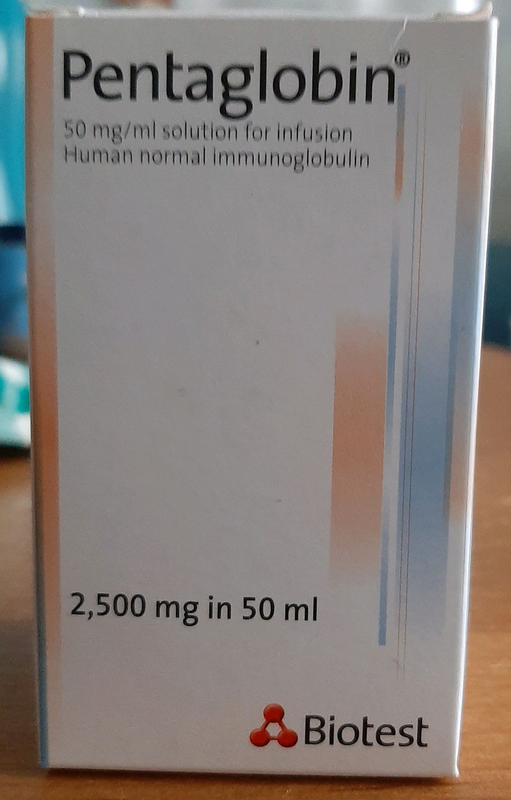 Pentaglobin®
50 mg/ml solution for infusion
Human normal immunoglobulin
2,500 mg in 50 ml
Biotest